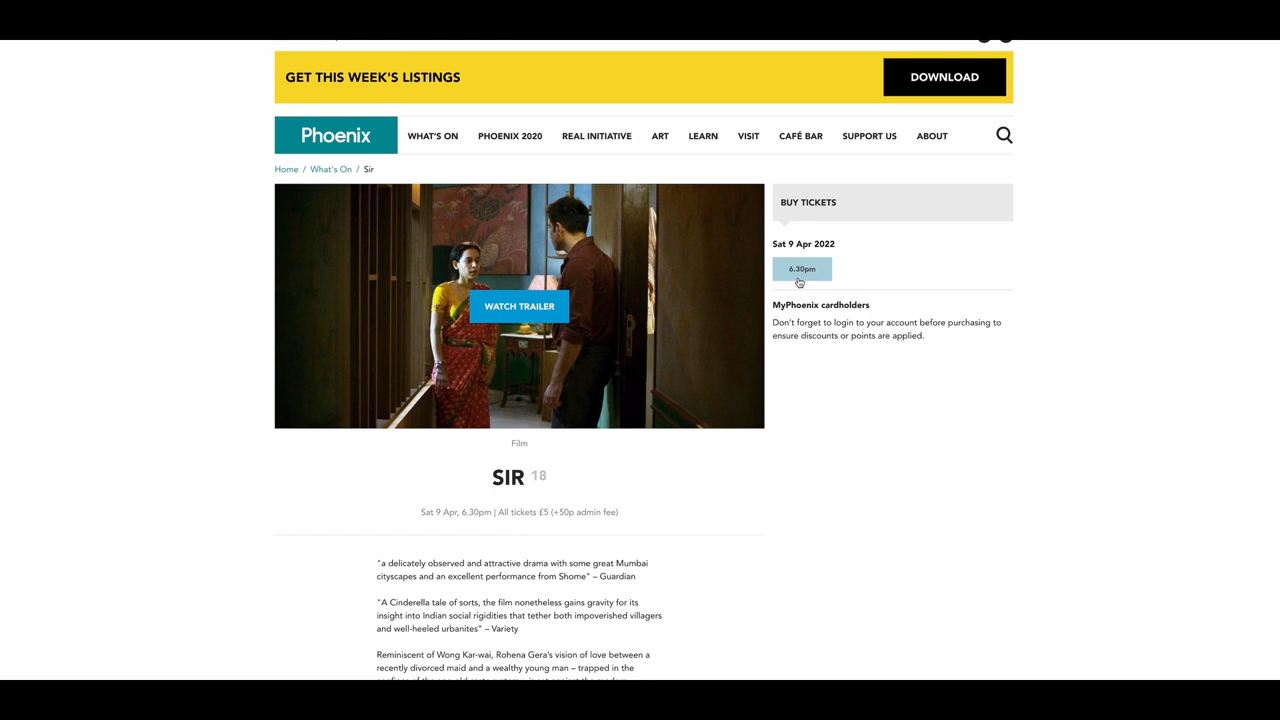 GET THIS WEEK'S LISTINGS
DOWNLOAD
Phoenix
WHAT'S ON
PHOENIX 2020
REAL INITIATIVE
ART
LEARN
VISIT
CAFÉ BAR
SUPPORT US
ABOUT
Home / What's On / Sir
WATCH TRAILER
BUY TICKETS
Sat 9 Apr 2022
6.30pm
MyPhoenix cardholders
Don't forget to login to your account before purchasing to
ensure discounts or points are applied.
Film
SIR 18
Sat 9 Apr, 6.30pm | All tickets £5 (+50p admin fee)
"a delicately observed and attractive drama with some great Mumbai
cityscapes and an excellent performance from Shome" – Guardian
"A Cinderella tale of sorts, the film nonetheless gains gravity for its
insight into Indian social rigidities that tether both impoverished villagers
and well-heeled urbanites" – Variety
Reminiscent of Wong Kar-wai, Rohena Gera's vision of love between a
recently divorced maid and a wealthy young man – trapped in the